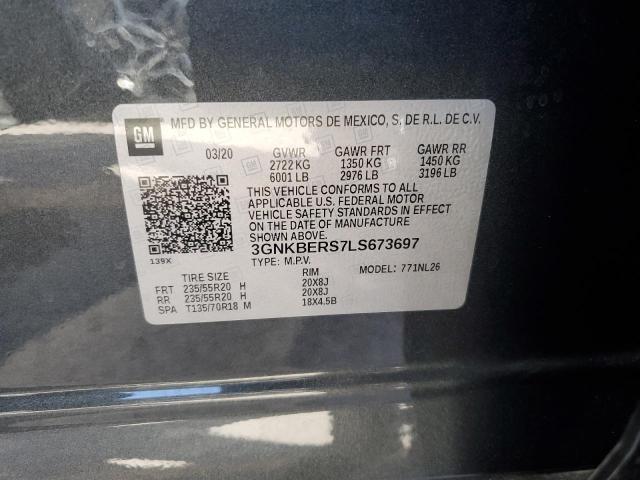 GM
MFD BY GENERAL MOTORS DE MEXICO, S. DE R.L. DE C.V.
03/20 GVWR GAWR FRT GAWR RR
2722 KG 1350 KG 1450 KG
6001 LB 2976 LB 3196 LB
THIS VEHICLE CONFORMS TO ALL
APPLICABLE U.S. FEDERAL MOTOR
VEHICLE SAFETY STANDARDS IN EFFECT
ON THE DATE OF MANUFACTURE SHOWN ABOVE.
3GNKBERS7LS673697
139X TYPE: M.P.V. MODEL: 771NL26
TIRE SIZE RIM
FRT 235/55R20 H 20X8J
RR 235/55R20 H 20X8J
SPA T135/70R18 M 18X4.5B